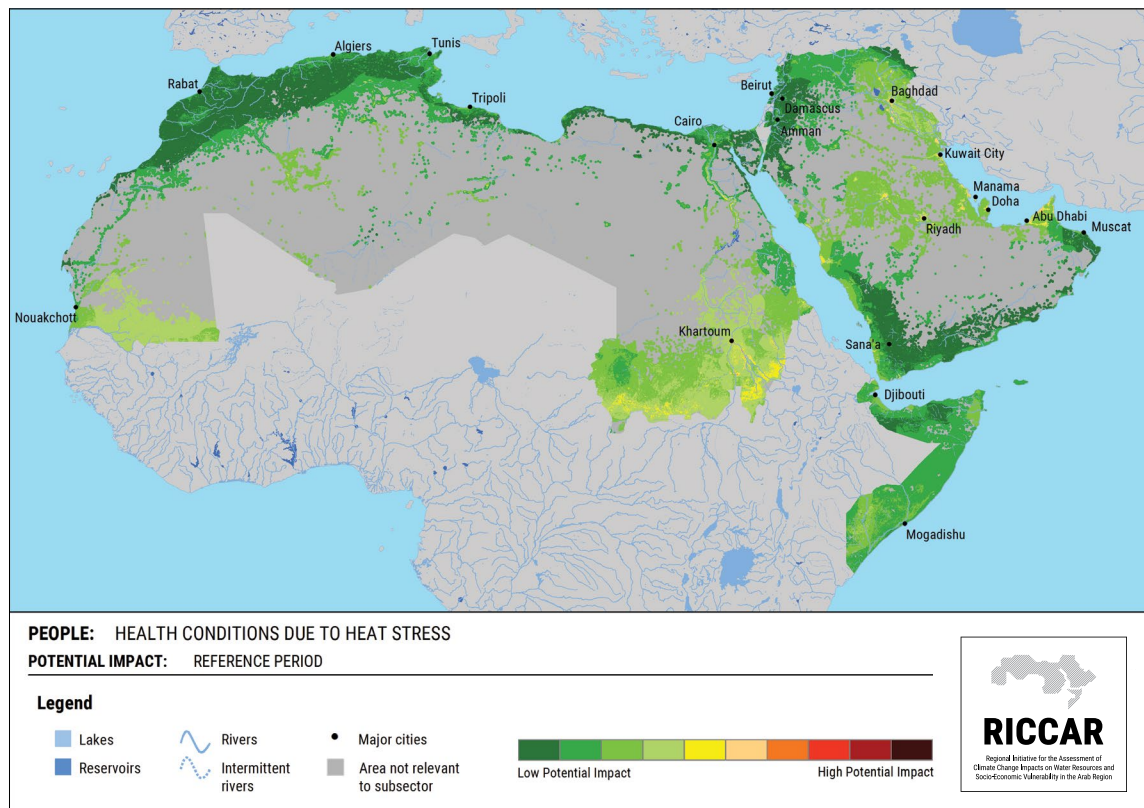 Algiers
Tunis
Rabat
Tripoli
Beirut
Damascus
Baghdad
Cairo
Amman
Kuwait City
Manama
Doha
Abu Dhabi
Riyadh
Muscat
Nouakchott
Khartoum
Sana'a
Djibouti
Mogadishu
PEOPLE: HEALTH CONDITIONS DUE TO HEAT STRESS
POTENTIAL IMPACT: REFERENCE PERIOD
Legend
Lakes
Reservoirs
Rivers
Intermittent
rivers
Major cities
Area not relevant
to subsector
Low Potential Impact
High Potential Impact
RICCAR
Regional Initiative for the Assessment of
Climate Change Impacts on Water Resources and
Socio-Economic Vulnerability in the Arab Region